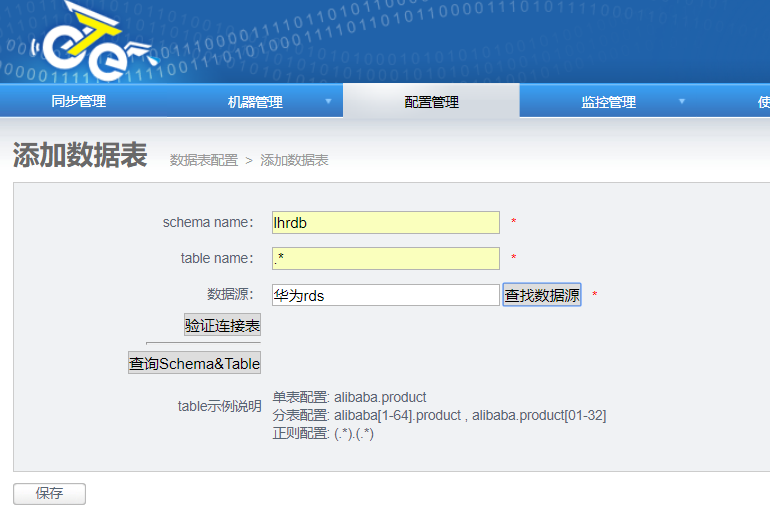 eTe
同步管理 机器管理 配置管理 监控管理 使
添加数据表 数据表配置 > 添加数据表
schema name： lhrdb *
table name： .* *
数据源： 华为rds 查找数据源 *
验证连接表
查询Schema&Table
table示例说明
单表配置: alibaba.product
分表配置: alibaba[1-64].product , alibaba.product[01-32]
正则配置: (.*).(.*)
保存